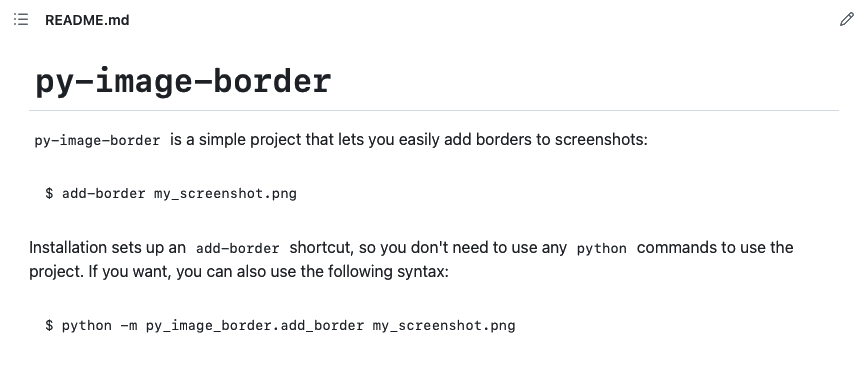 README.md
py-image-border
py-image-border is a simple project that lets you easily add borders to screenshots:
$ add-border my_screenshot.png
Installation sets up an add-border shortcut, so you don't need to use any python commands to use the
project. If you want, you can also use the following syntax:
$ python -m py_image_border.add_border my_screenshot.png